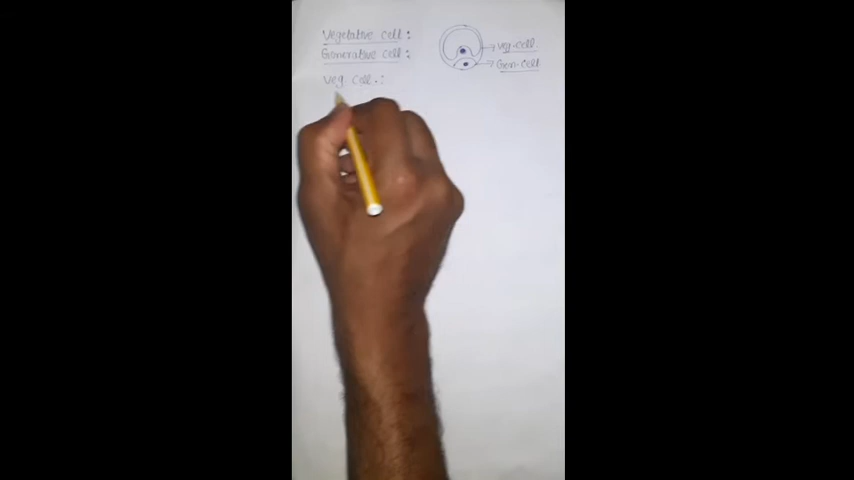 Vegetative cell:
Generative cell:
veg-cell.
Gen-cell
Veg. cell.: